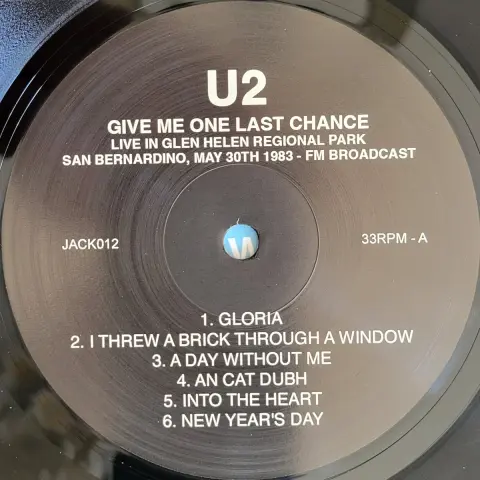 U2
GIVE ME ONE LAST CHANCE
LIVE IN GLEN HELEN REGIONAL PARK
SAN BERNARDINO, MAY 30TH 1983 - FM BROADCAST
JACK012
33RPM - A
1. GLORIA
2. I THREW A BRICK THROUGH A WINDOW
3. A DAY WITHOUT ME
4. AN CAT DUBH
5. INTO THE HEART
6. NEW YEAR'S DAY